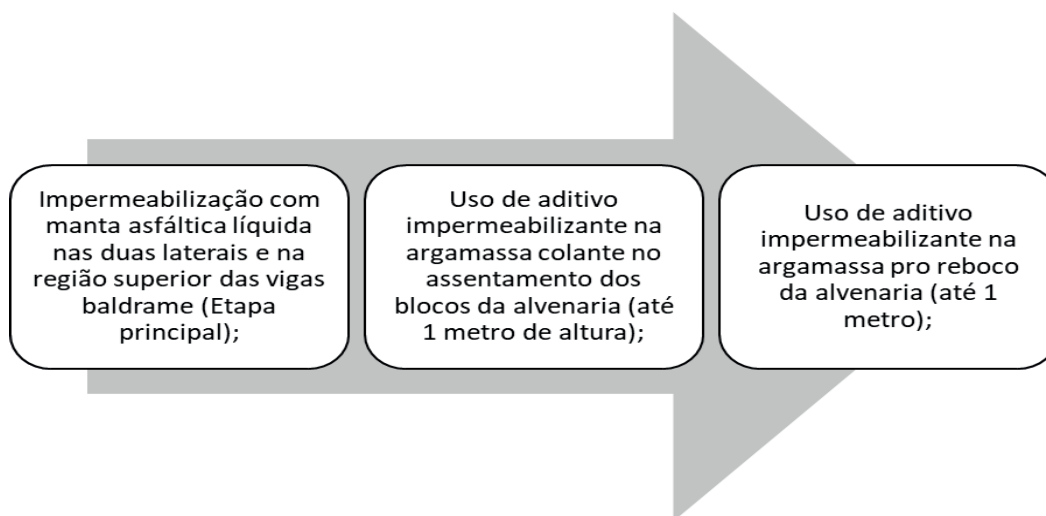 Impermeabilização com
manta asfáltica líquida
nas duas laterais e na
região superior das vigas
baldrame (Etapa
principal);
Uso de aditivo
impermeabilizante na
argamassa colante no
assentamento dos
blocos da alvenaria (até
1 metro de altura);
Uso de aditivo
impermeabilizante na
argamassa pro reboco
da alvenaria (até 1
metro);